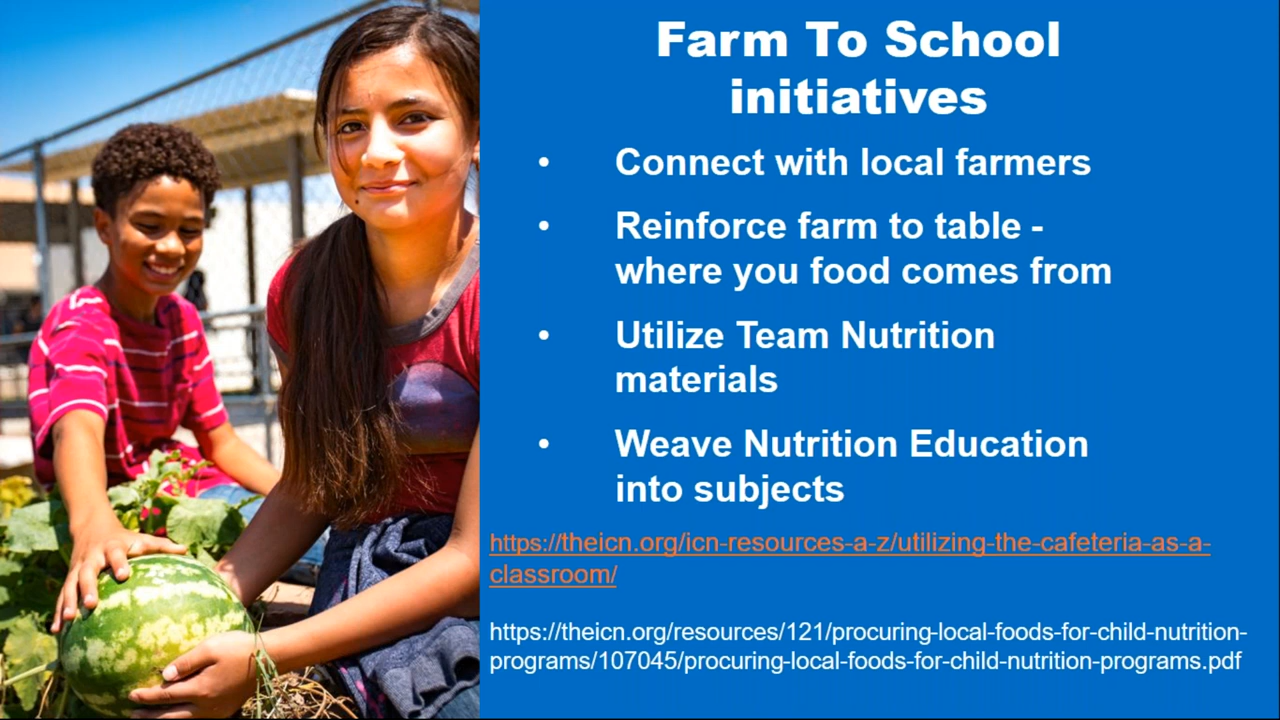 Farm To School
initiatives
• Connect with local farmers
• Reinforce farm to table -
where you food comes from
• Utilize Team Nutrition
materials
• Weave Nutrition Education
into subjects
https://theicn.org/icn-resources-a-z/utilizing-the-cafeteria-as-a-
classroom/
https://theicn.org/resources/121/procuring-local-foods-for-child-nutrition-
programs/107045/procuring-local-foods-for-child-nutrition-programs.pdf